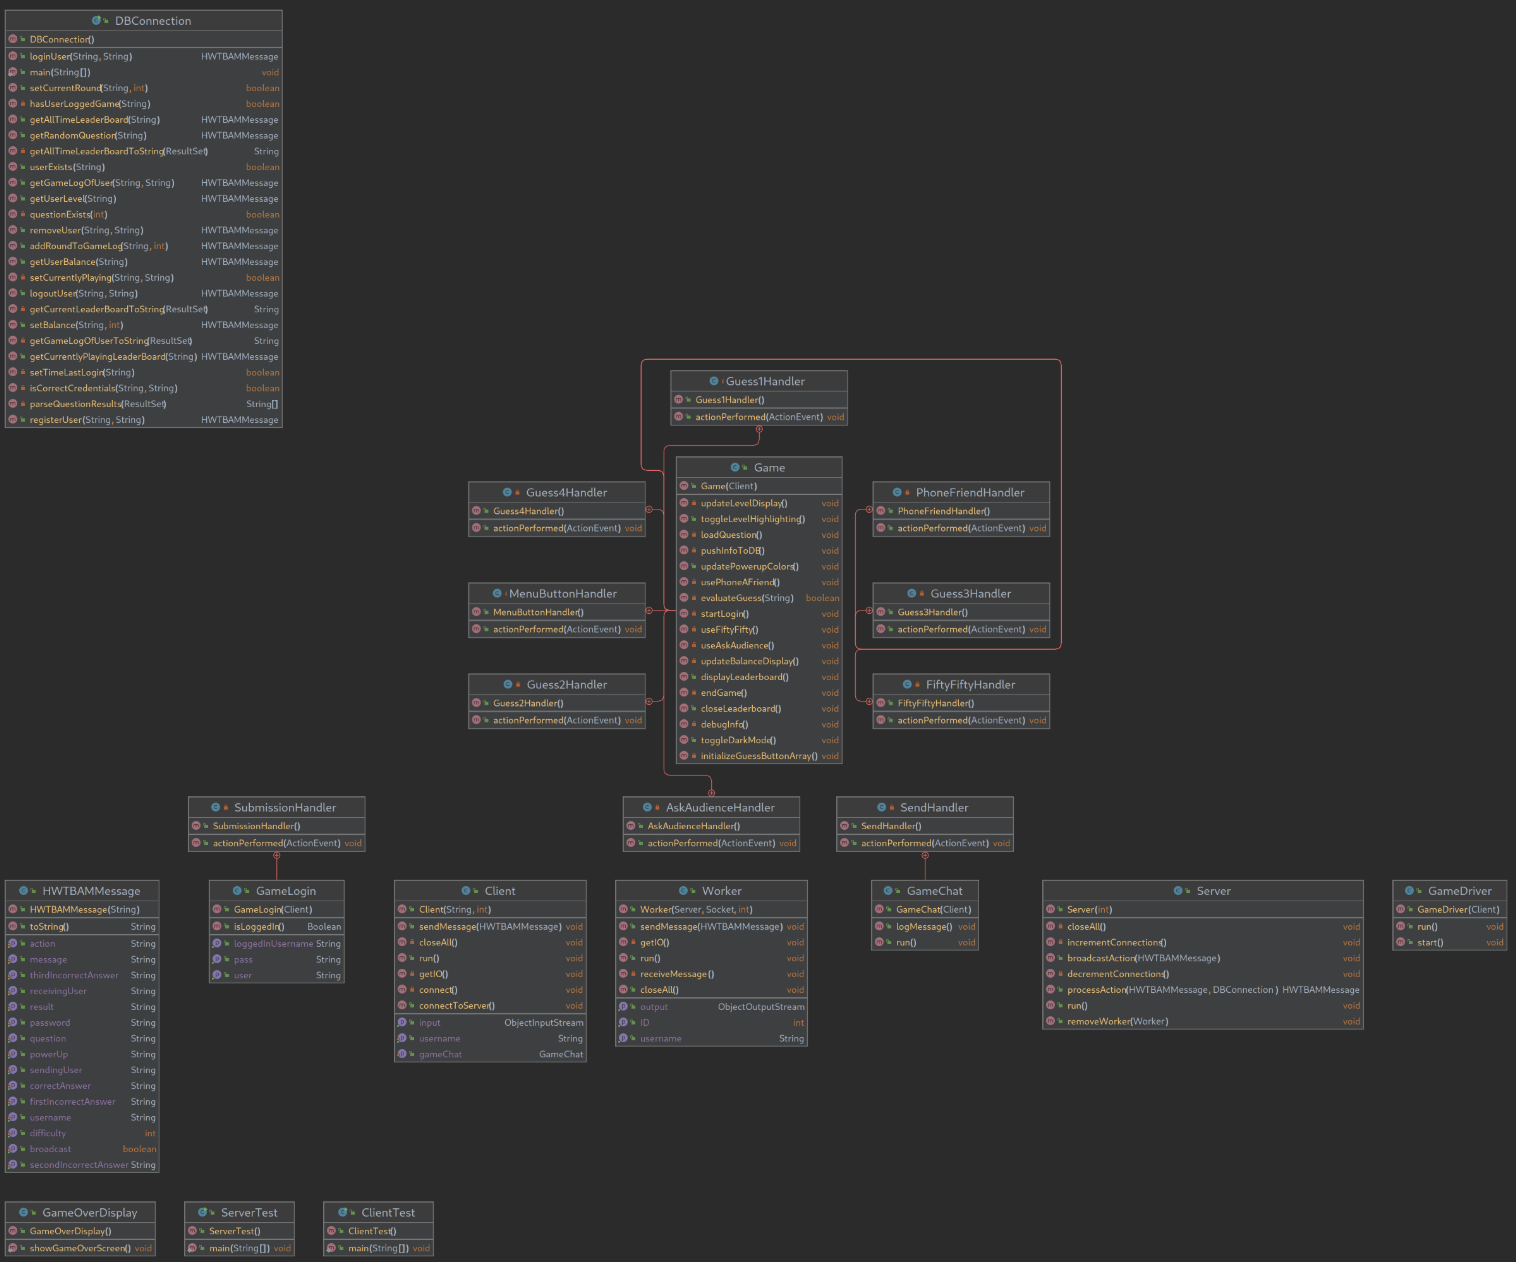 DBConnection
DBConnection()
loginUser(String, String) HWTBAMMessage
main(String[]) void
setCurrentRound(String, int) boolean
hasUserLoggedGame(String) boolean
getAllTimeLeaderBoard(String) HWTBAMMessage
getRandomQuestion(String) HWTBAMMessage
getAllTimeLeaderBoardToString(ResultSet) String
userExists(String) boolean
getGameLogOfUser(String, String) HWTBAMMessage
getUserLevel(String) HWTBAMMessage
questionExists(int) boolean
removeUser(String, String) HWTBAMMessage
addRoundToGameLog(String, int) HWTBAMMessage
getUserBalance(String) HWTBAMMessage
setCurrentlyPlaying(String, String) boolean
logoutUser(String, String) HWTBAMMessage
getCurrentLeaderBoardToString(ResultSet) String
setBalance(String, int) HWTBAMMessage
getGameLogOfUserToString(ResultSet) String
getCurrentlyPlayingLeaderBoard(String) HWTBAMMessage
setTimeLastLogin(String) boolean
isCorrectCredentials(String, String) boolean
parseQuestionResults(ResultSet) String[]
registerUser(String, String) HWTBAMMessage
Guess1Handler
Guess1Handler()
actionPerformed(ActionEvent) void
Guess4Handler
Guess4Handler()
actionPerformed(ActionEvent) void
MenuButtonHandler
MenuButtonHandler()
actionPerformed(ActionEvent) void
Guess2Handler
Guess2Handler()
actionPerformed(ActionEvent) void
Game
Game(Client)
updateLevelDisplay() void
toggleLevelHighlighting() void
loadQuestion() void
pushInfoToDB() void
updatePowerupColors() void
usePhoneAFriend() void
evaluateGuess(String) boolean
startLogin() void
useFiftyFifty() void
useAskAudience() void
updateBalanceDisplay() void
displayLeaderboard() void
endGame() void
closeLeaderboard() void
debugInfo() void
toggleDarkMode() void
initializeGuessButtonArray() void
PhoneFriendHandler
PhoneFriendHandler()
actionPerformed(ActionEvent) void
Guess3Handler
Guess3Handler()
actionPerformed(ActionEvent) void
FiftyFiftyHandler
FiftyFiftyHandler()
actionPerformed(ActionEvent) void
SubmissionHandler
SubmissionHandler()
actionPerformed(ActionEvent) void
AskAudienceHandler
AskAudienceHandler()
actionPerformed(ActionEvent) void
SendHandler
SendHandler()
actionPerformed(ActionEvent) void
HWTBAMMessage
HWTBAMMessage(String)
toString() String
action String
message String
thirdIncorrectAnswer String
receivingUser String
result String
password String
question String
powerUp String
sendingUser String
correctAnswer String
firstIncorrectAnswer String
username String
difficulty int
broadcast boolean
secondIncorrectAnswer String
GameLogin
GameLogin(Client)
isLoggedIn() Boolean
loggedInUsername String
pass String
user String
Client
Client(String, int)
sendMessage(HWTBAMMessage) void
closeAll() void
run() void
getIO() void
connect() void
connectToServer() void
input ObjectInputStream
username String
gameChat GameChat
Worker
Worker(Server, Socket, int)
sendMessage(HWTBAMMessage) void
getIO() void
run() void
receiveMessage() void
closeAll() void
output ObjectOutputStream
ID int
username String
GameChat
GameChat(Client)
logMessage() void
run() void
Server
Server(int)
closeAll() void
incrementConnections() void
broadcastAction(HWTBAMMessage) void
decrementConnections() void
processAction(HWTBAMMessage, DBConnection ) HWTBAMMessage
run() void
removeWorker(Worker) void
GameDriver
GameDriver(Client)
run() void
start() void
GameOverDisplay
GameOverDisplay()
showGameOverScreen() void
ServerTest
ServerTest()
main(String[]) void
ClientTest
ClientTest()
main(String[]) void